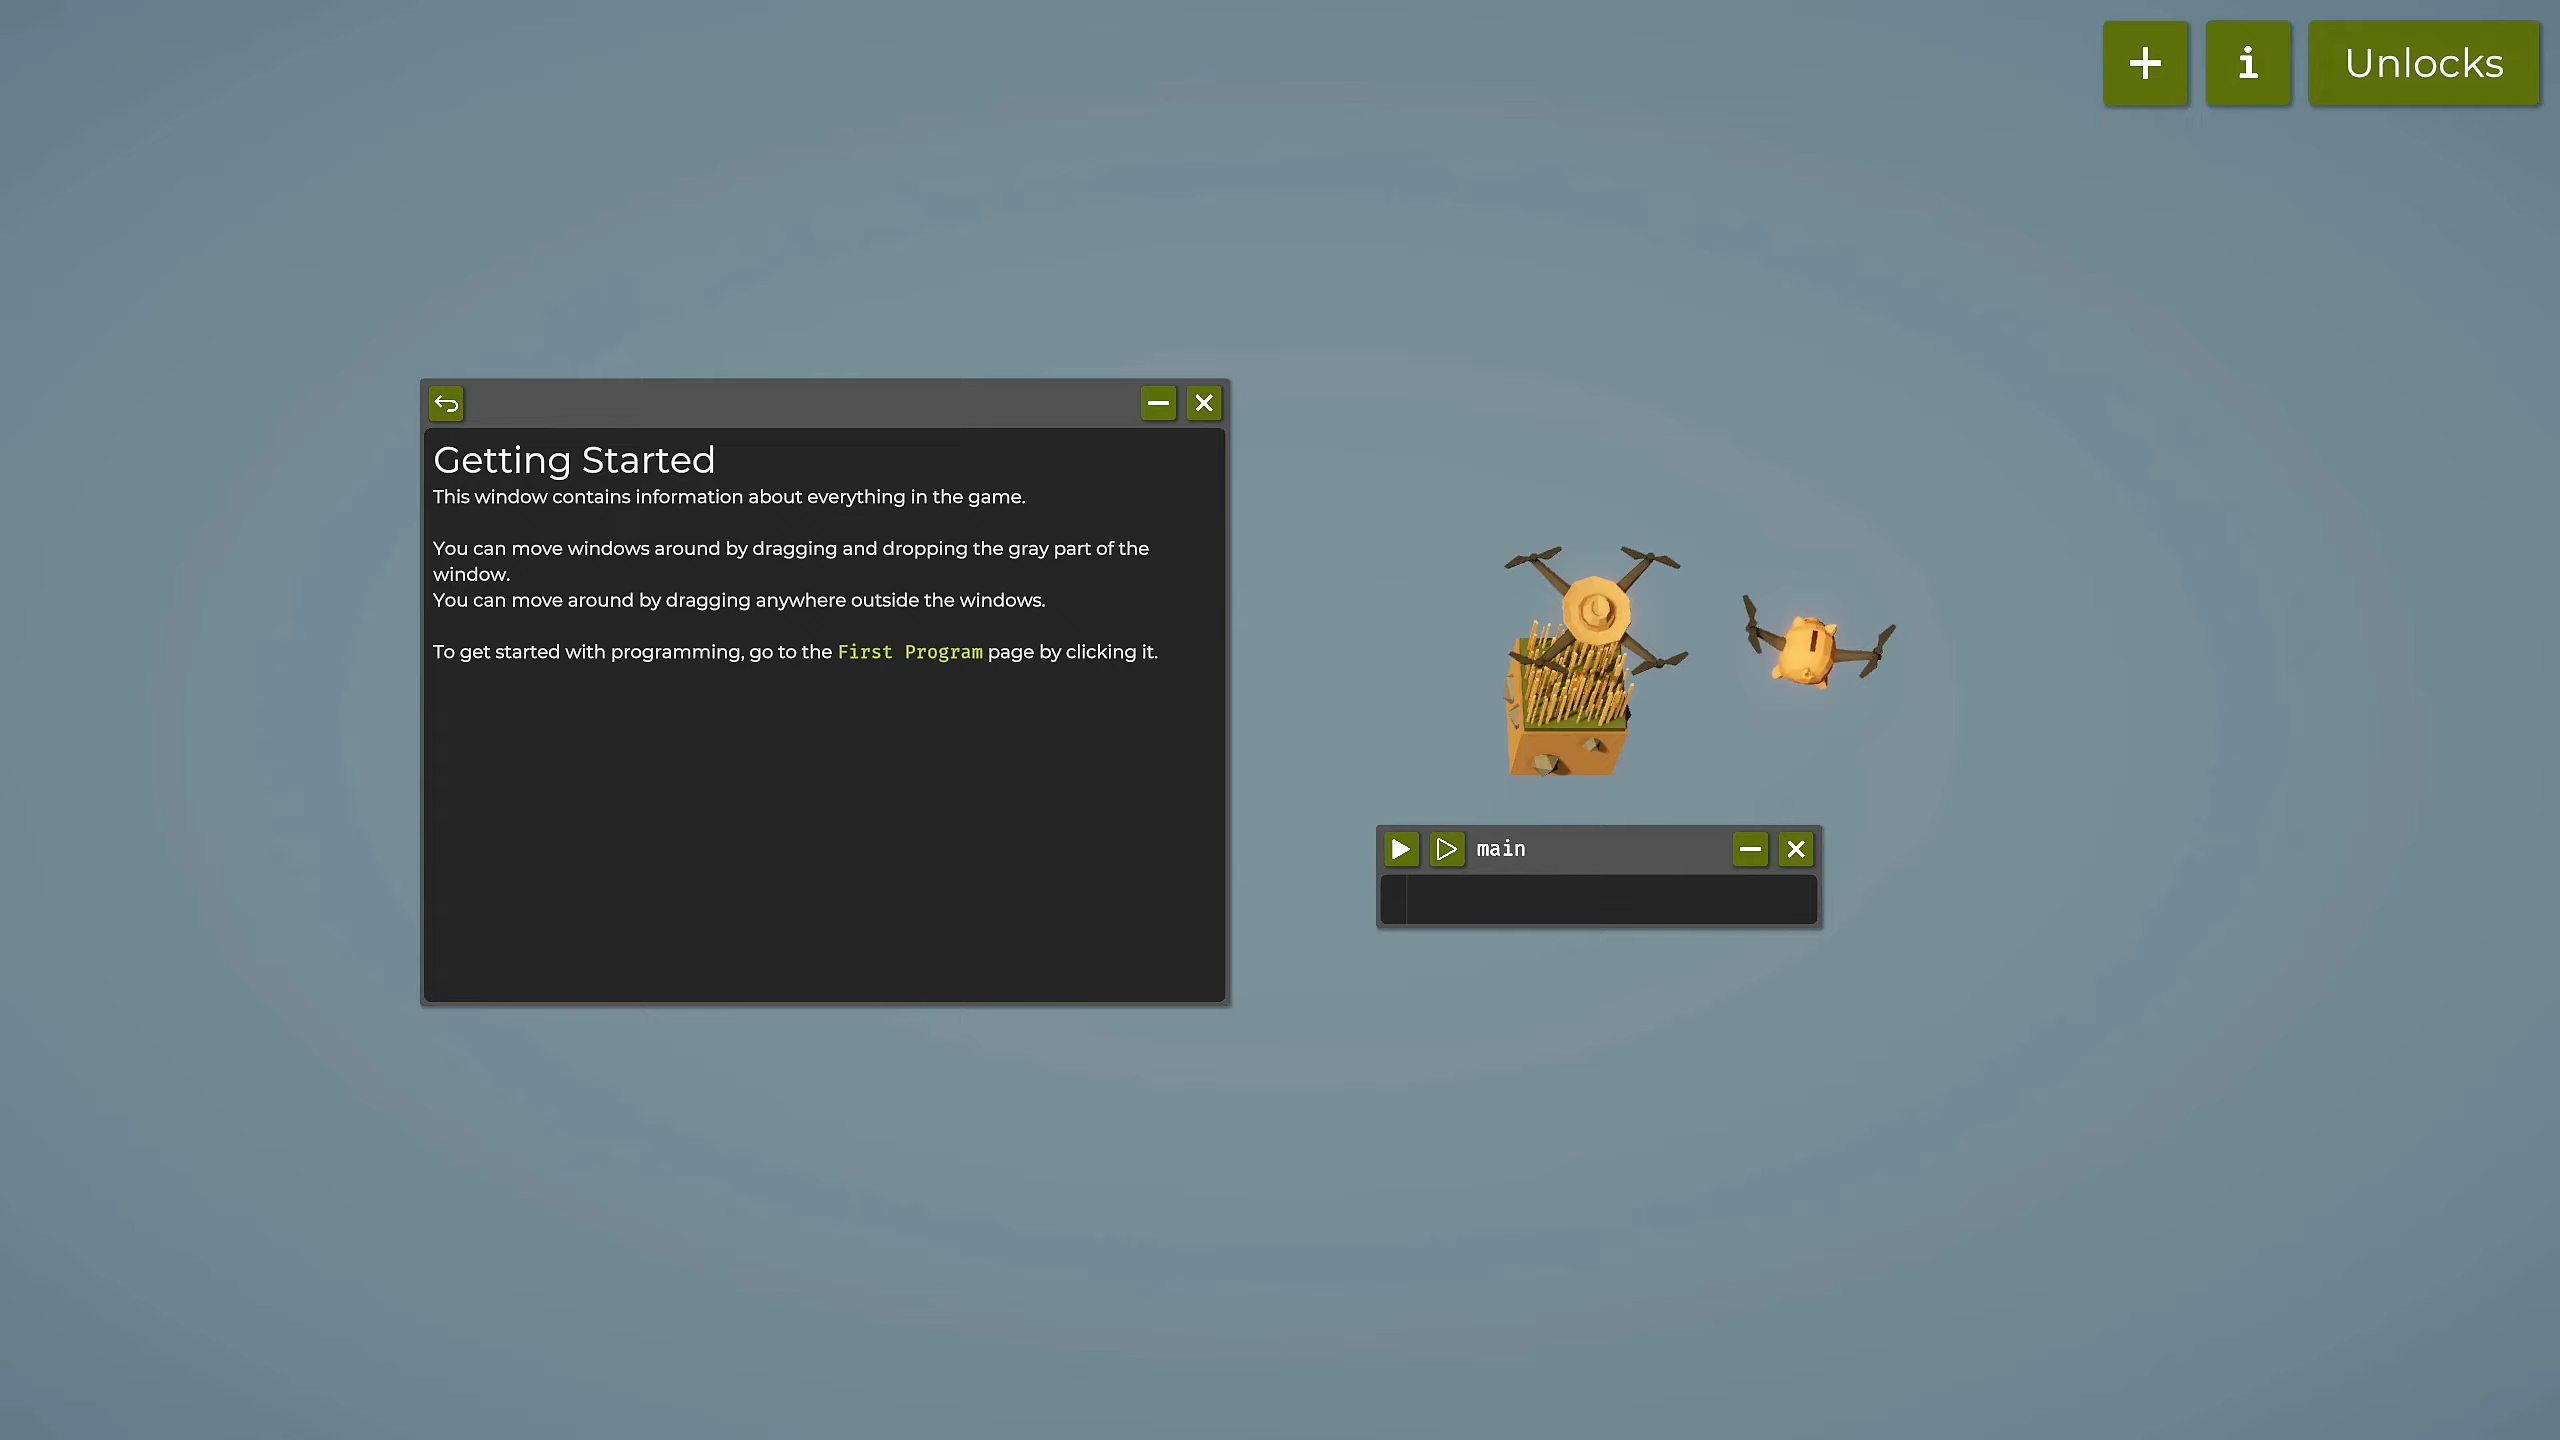 Unlocks
Getting Started
This window contains information about everything in the game.
You can move windows around by dragging and dropping the gray part of the
window.
You can move around by dragging anywhere outside the windows.
To get started with programming, go to the First Program page by clicking it.
main